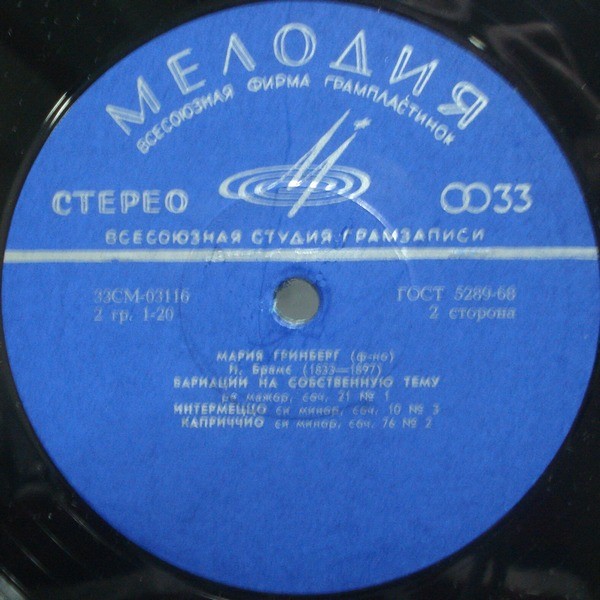 МЕЛОДИЯ
ВСЕСОЮЗНАЯ ФИРМА ГРАМПЛАСТИНОК
СТЕРЕО
33
ВСЕСОЮЗНАЯ СТУДИЯ ГРАМЗАПИСИ
33СМ-03116
ГОСТ 5289-68
2 гр. 1-20
2 сторона
МАРИЯ ГРИНБЕРГ (ф-но)
Брамс (1833—1897)
ВАРИАЦИИ НА СОБСТВЕННУЮ ТЕМУ
ре мажор, соч. 21 № 1
ИНТЕРМЕЦЦО си минор, соч. 10 № 3
КАПРИЧЧИО си минор, соч. 76 № 2